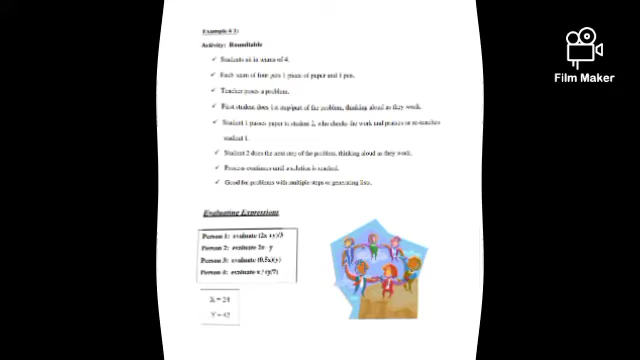 Example # 3:
Activity: Roundtable
✓ Students sit in teams of 4.
✓ Each team of four gets 1 piece of paper and 1 pen.
✓ Teacher poses a problem.
✓ First student does 1st step/part of the problem, thinking aloud as they work.
✓ Student 1 passes paper to student 2, who checks the work and praises or re-teaches
student 1.
✓ Student 2 does the next step of the problem, thinking aloud as they work.
✓ Process continues until a solution is reached.
✓ Good for problems with multiple steps or generating lists.
Evaluating Expressions
Person 1: evaluate (2x +y)/3
Person 2: evaluate 2x - y
Person 3: evaluate (0.5x)(y)
Person 4: evaluate x + (y/7)
X = 24
Y = 42
Film Maker